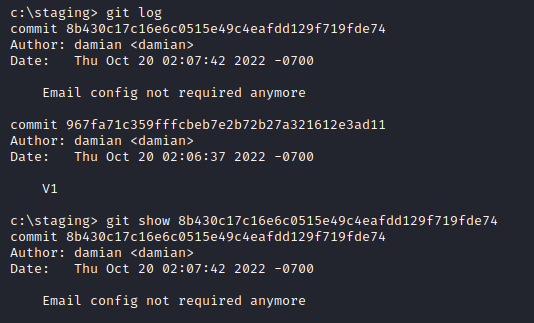 c:\staging> git log
commit 8b430c17c16e6c0515e49c4eafdd129f719fde74
Author: damian <damian>
Date:   Thu Oct 20 02:07:42 2022 -0700
    Email config not required anymore
commit 967fa71c359fffcbeb7e2b72b27a321612e3ad11
Author: damian <damian>
Date:   Thu Oct 20 02:06:37 2022 -0700
    V1
c:\staging> git show 8b430c17c16e6c0515e49c4eafdd129f719fde74
commit 8b430c17c16e6c0515e49c4eafdd129f719fde74
Author: damian <damian>
Date:   Thu Oct 20 02:07:42 2022 -0700
    Email config not required anymore